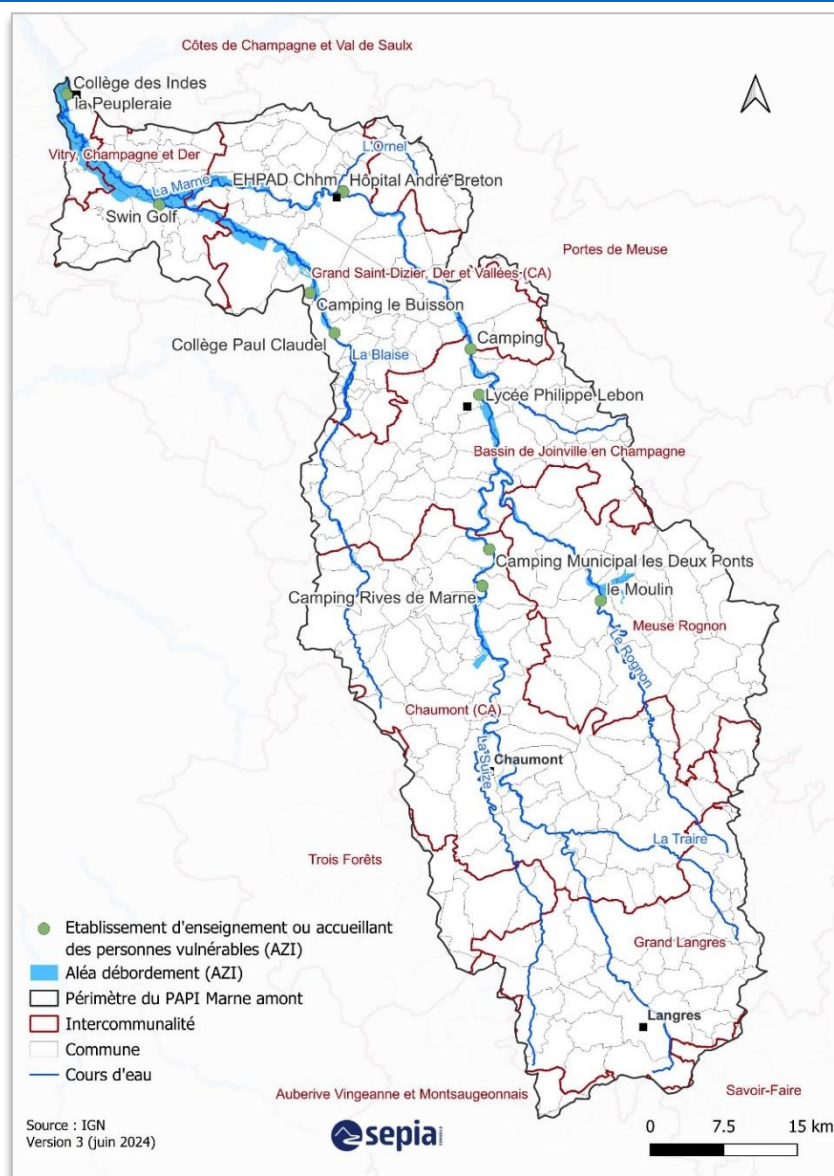 Côtes de Champagne et Val de Saulx
Collège des Indes
la Peupleraie
L'Ornel
Vitry, Champagne et Der
La Marne
EHPAD Chhm
Hôpital André Breton
Swin Golf
Portes de Meuse
Grand Saint-Dizier, Der et Vallées (CA)
Camping le Buisson
Collège Paul Claudel
La Blaise
Camping
Lycée Philippe Lebon
Bassin de Joinville en Champagne
Camping Municipal les Deux Ponts
Camping Rives de Marne
le Moulin
Meuse Rognon
Le Rognon
Chaumont (CA)
La Suize
Chaumont
La Traire
Trois Forêts
Grand Langres
Langres
Auberive Vingeanne et Montsaugeonnais
Savoir-Faire
Etablissement d'enseignement ou accueillant
des personnes vulnérables (AZI)
Aléa débordement (AZI)
Périmètre du PAPI Marne amont
Intercommunalité
Commune
Cours d'eau
Source : IGN
Version 3 (juin 2024)
sepia
0 7.5 15 km